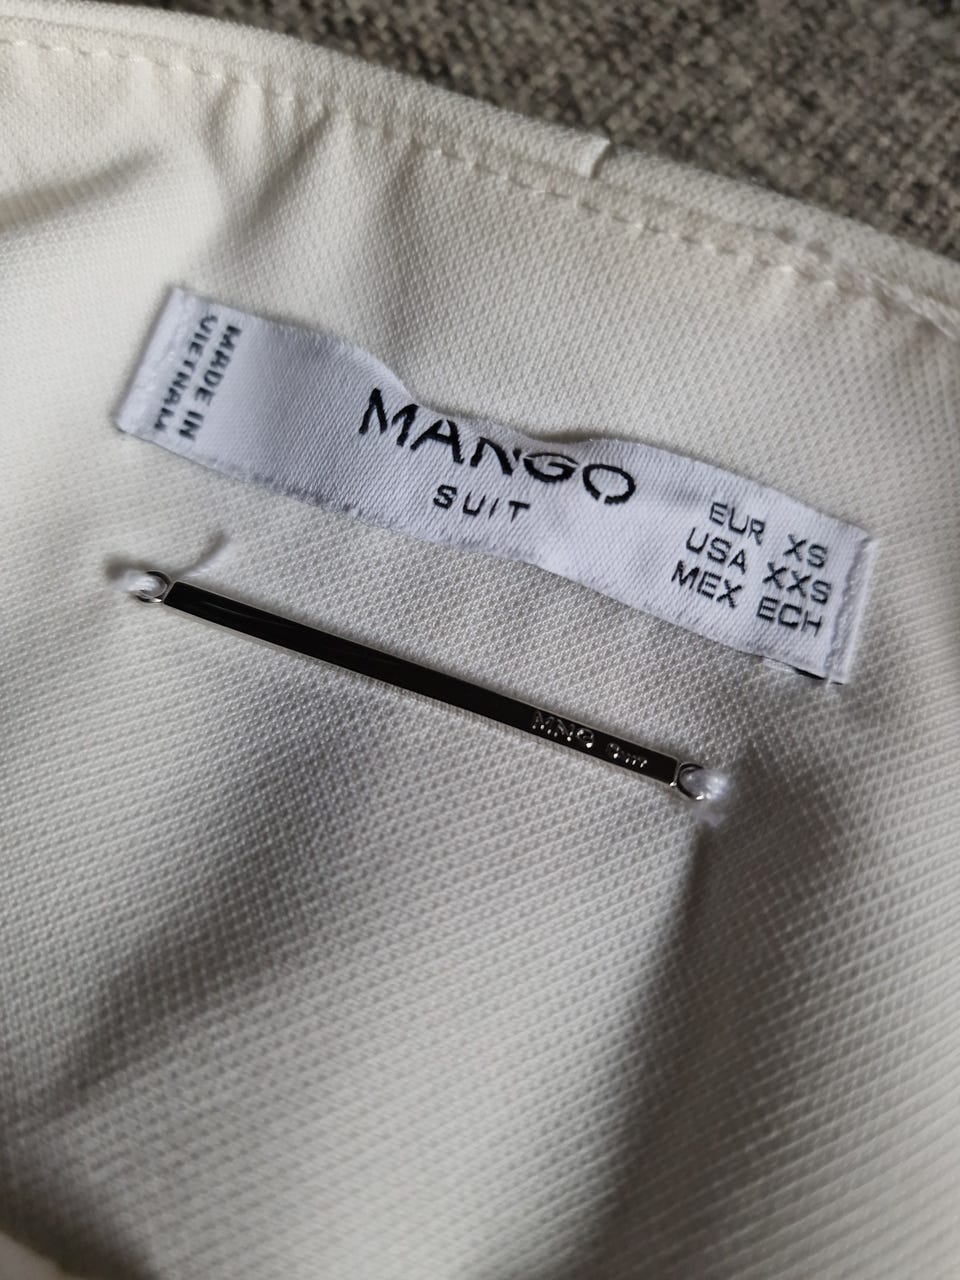 MADE IN
VIETNAM
MANGO
SUIT
EUR XS
USA XXS
MEX ECH
MNG Suit